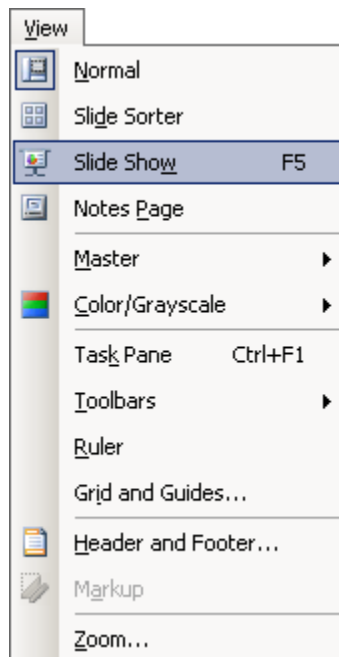 View
Normal
Slide Sorter
Slide Show F5
Notes Page
Master
Color/Grayscale
Task Pane Ctrl+F1
Toolbars
Ruler
Grid and Guides...
Header and Footer...
Markup
Zoom...